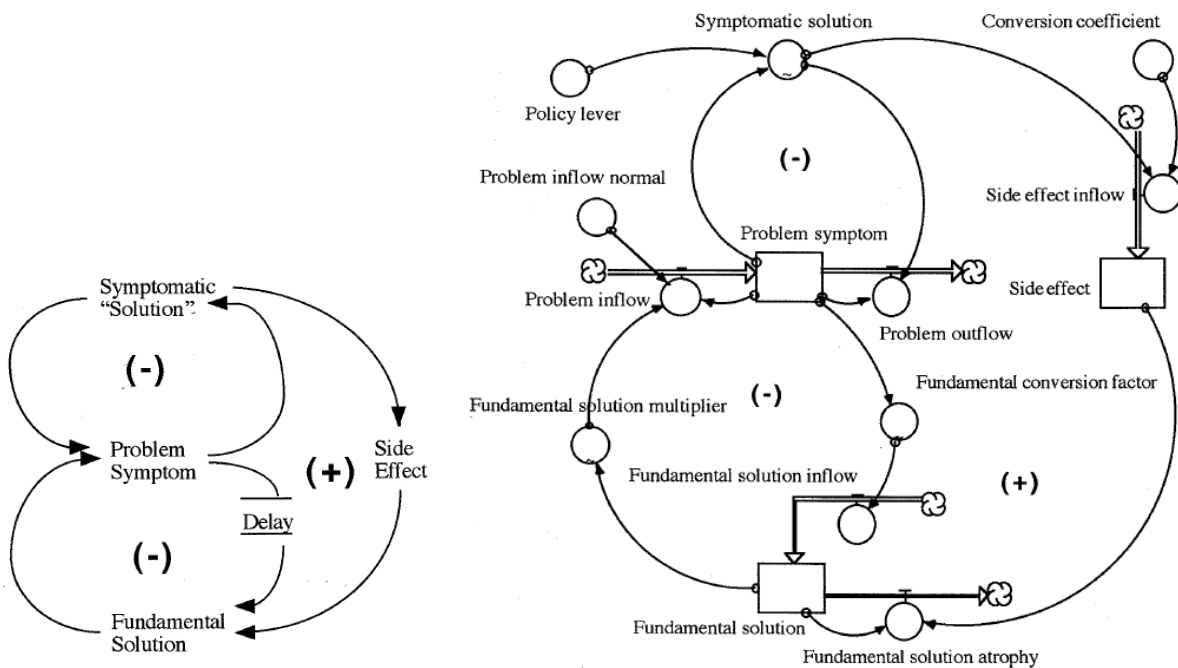 Symptomatic
“Solution”
(-)
Problem
Symptom
(+)
Side
Effect
Delay
(-)
Fundamental
Solution
Symptomatic solution
Conversion coefficient
Policy lever
(-)
Problem inflow normal
Side effect inflow
Problem symptom
Problem inflow
Side effect
Problem outflow
Fundamental conversion factor
Fundamental solution multiplier
(-)
Fundamental solution inflow
(+)
Fundamental solution
Fundamental solution atrophy